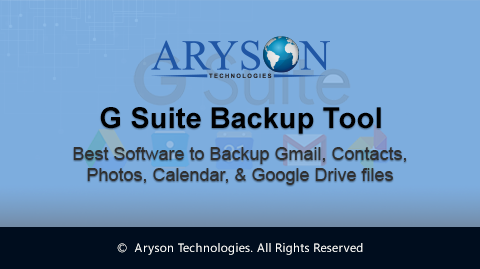 ARYSON
TECHNOLOGIES
G Suite
G Suite Backup Tool
Best Software to Backup Gmail, Contacts,
Photos, Calendar, & Google Drive files
© Aryson Technologies. All Rights Reserved